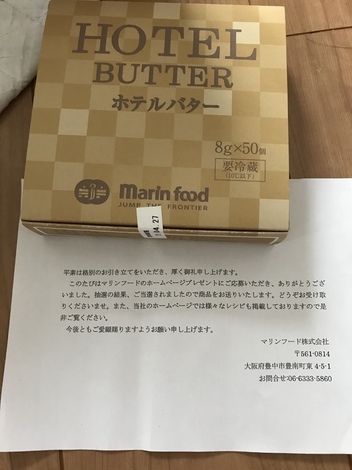 HOTEL
BUTTER
ホテルバター
8g×50個
要冷蔵
(10℃以下)
marin food
JUMP THE FRONTIER
04.27
平素は格別のお引き立てをいただき、厚く御礼申し上げます。
このたびはマリンフードのホームページプレゼントにご応募いただき、ありがとうござ
いました。抽選の結果、ご当選されましたので商品をお送りいたします。どうぞお受け取
りくださいませ。また、当社のホームページでは様々なレシピも掲載しておりますので是
非ご覧ください。
今後ともご愛顧賜りますようお願い申し上げます。
マリンフード株式会社
〒561-0814
大阪府豊中市豊南町東 4-5-1
お問合せ:06-6333-5860